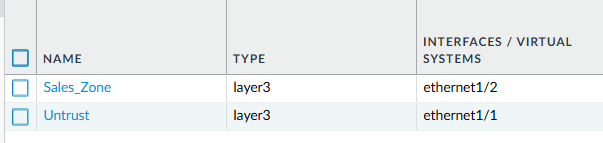 NAME TYPE INTERFACES / VIRTUAL SYSTEMS
Sales_Zone layer3 ethernet1/2
Untrust layer3 ethernet1/1